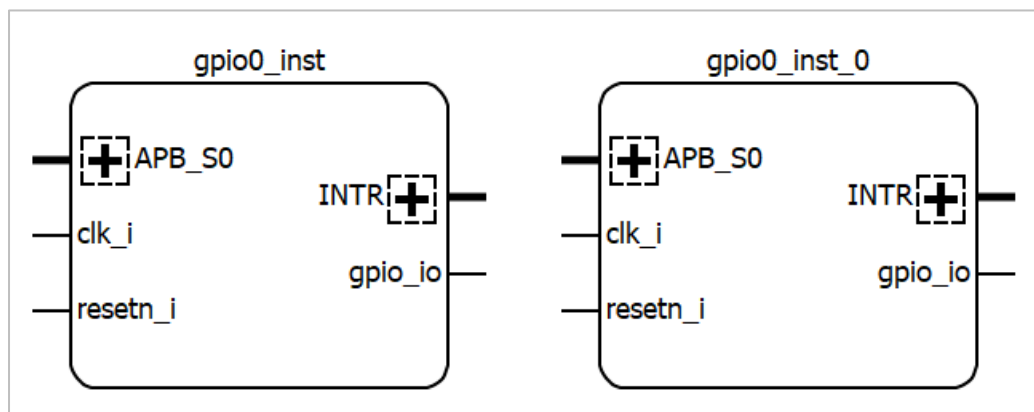 gpio0_inst
APB_S0
INTR
clk_i
gpio_io
resetn_i
gpio0_inst_0
APB_S0
INTR
clk_i
gpio_io
resetn_i